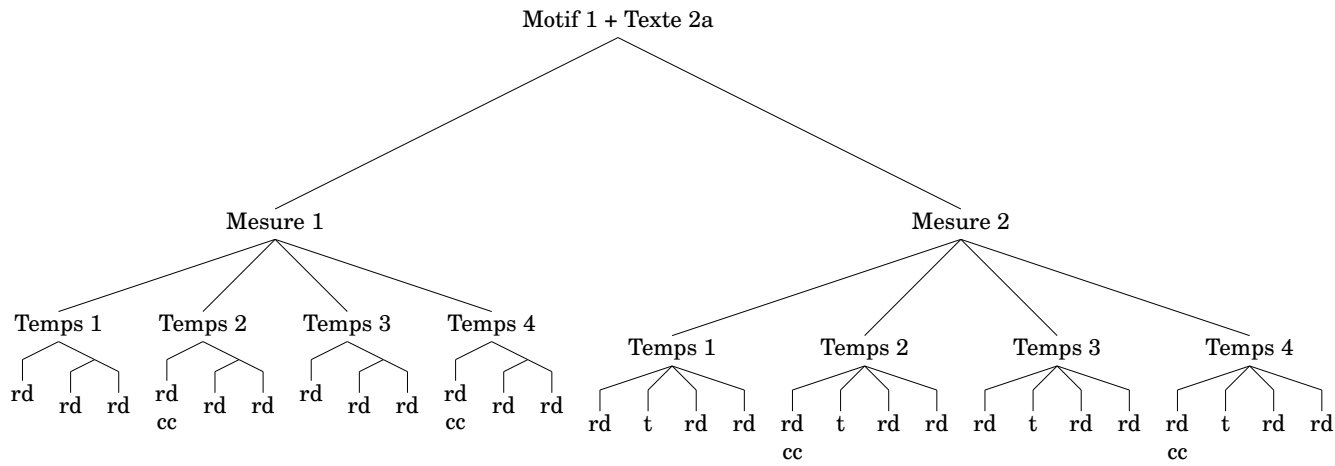 Motif 1 + Texte 2a
Mesure 1 Mesure 2
Temps 1 Temps 2 Temps 3 Temps 4
Temps 1 Temps 2 Temps 3 Temps 4
rd rd rd rd rd rd rd rd rd rd rd rd
cc cc
rd t rd rd rd t rd rd rd t rd rd rd t rd rd
cc cc